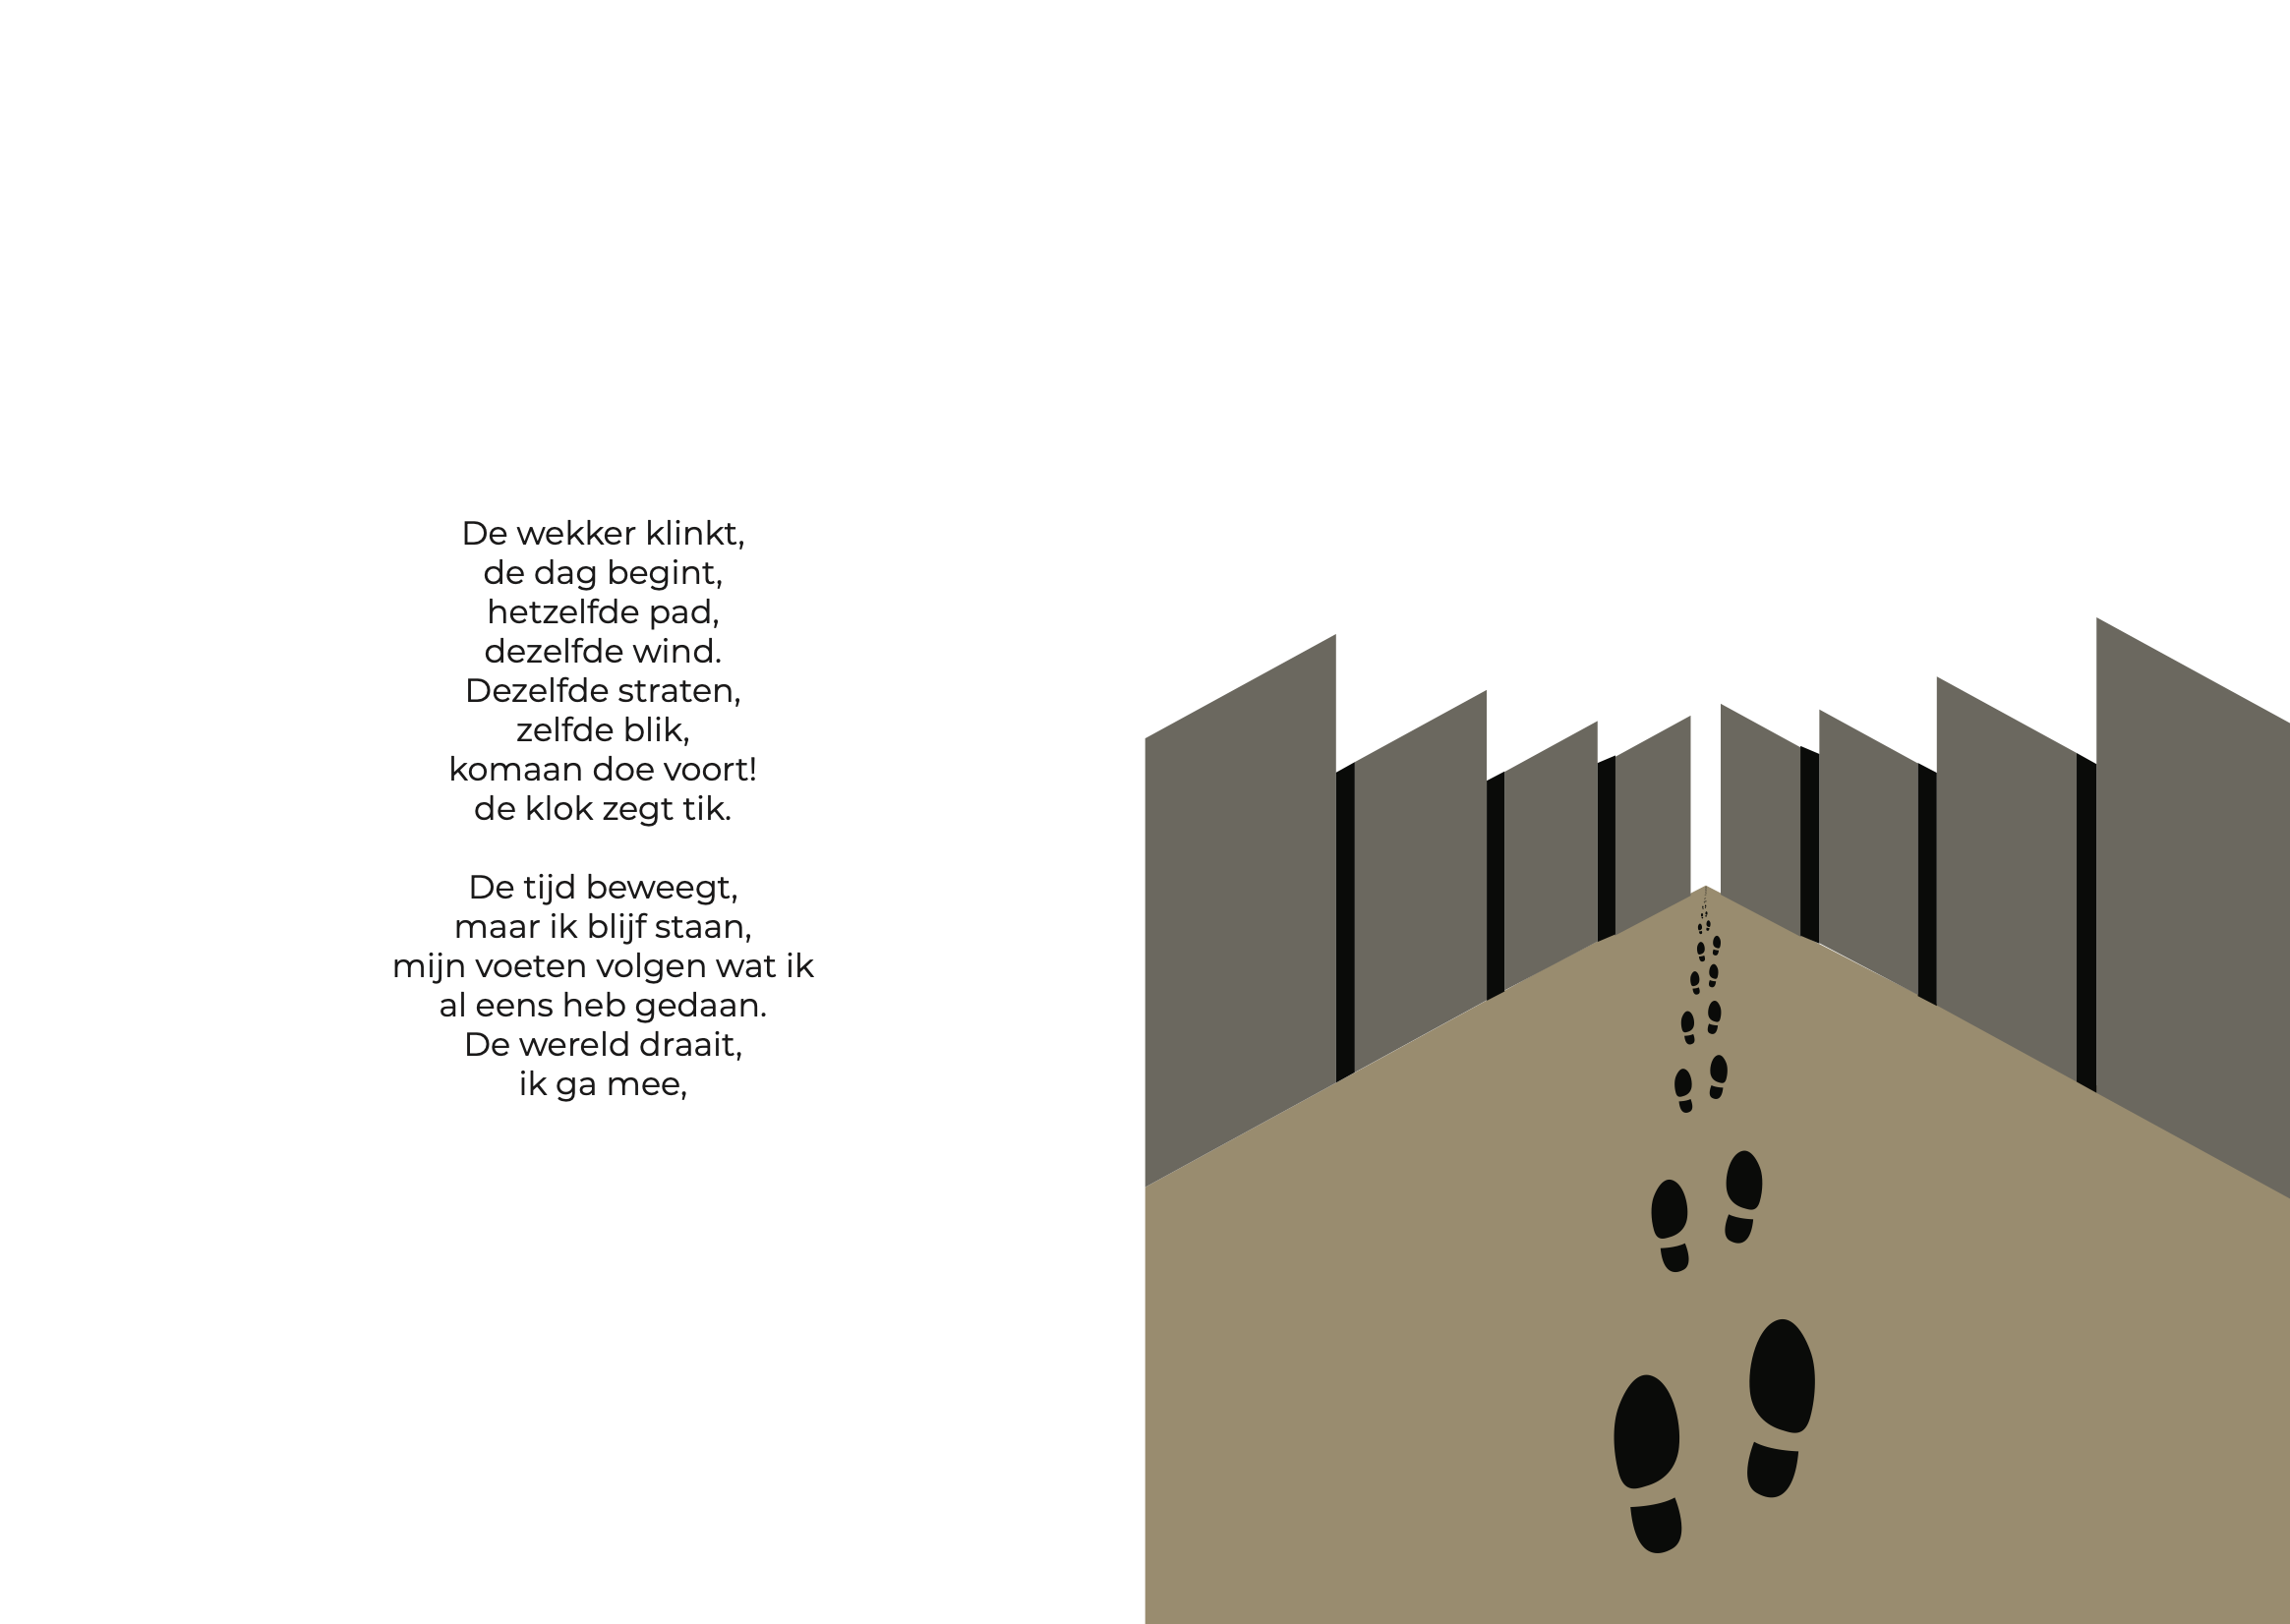 De wekker klinkt,
de dag begint,
hetzelfde pad,
dezelfde wind.
Dezelfde straten,
zelfde blik,
komaan doe voort!
de klok zegt tik.

De tijd beweegt,
maar ik blijf staan,
mijn voeten volgen wat ik
al eens heb gedaan.
De wereld draait,
ik ga mee,